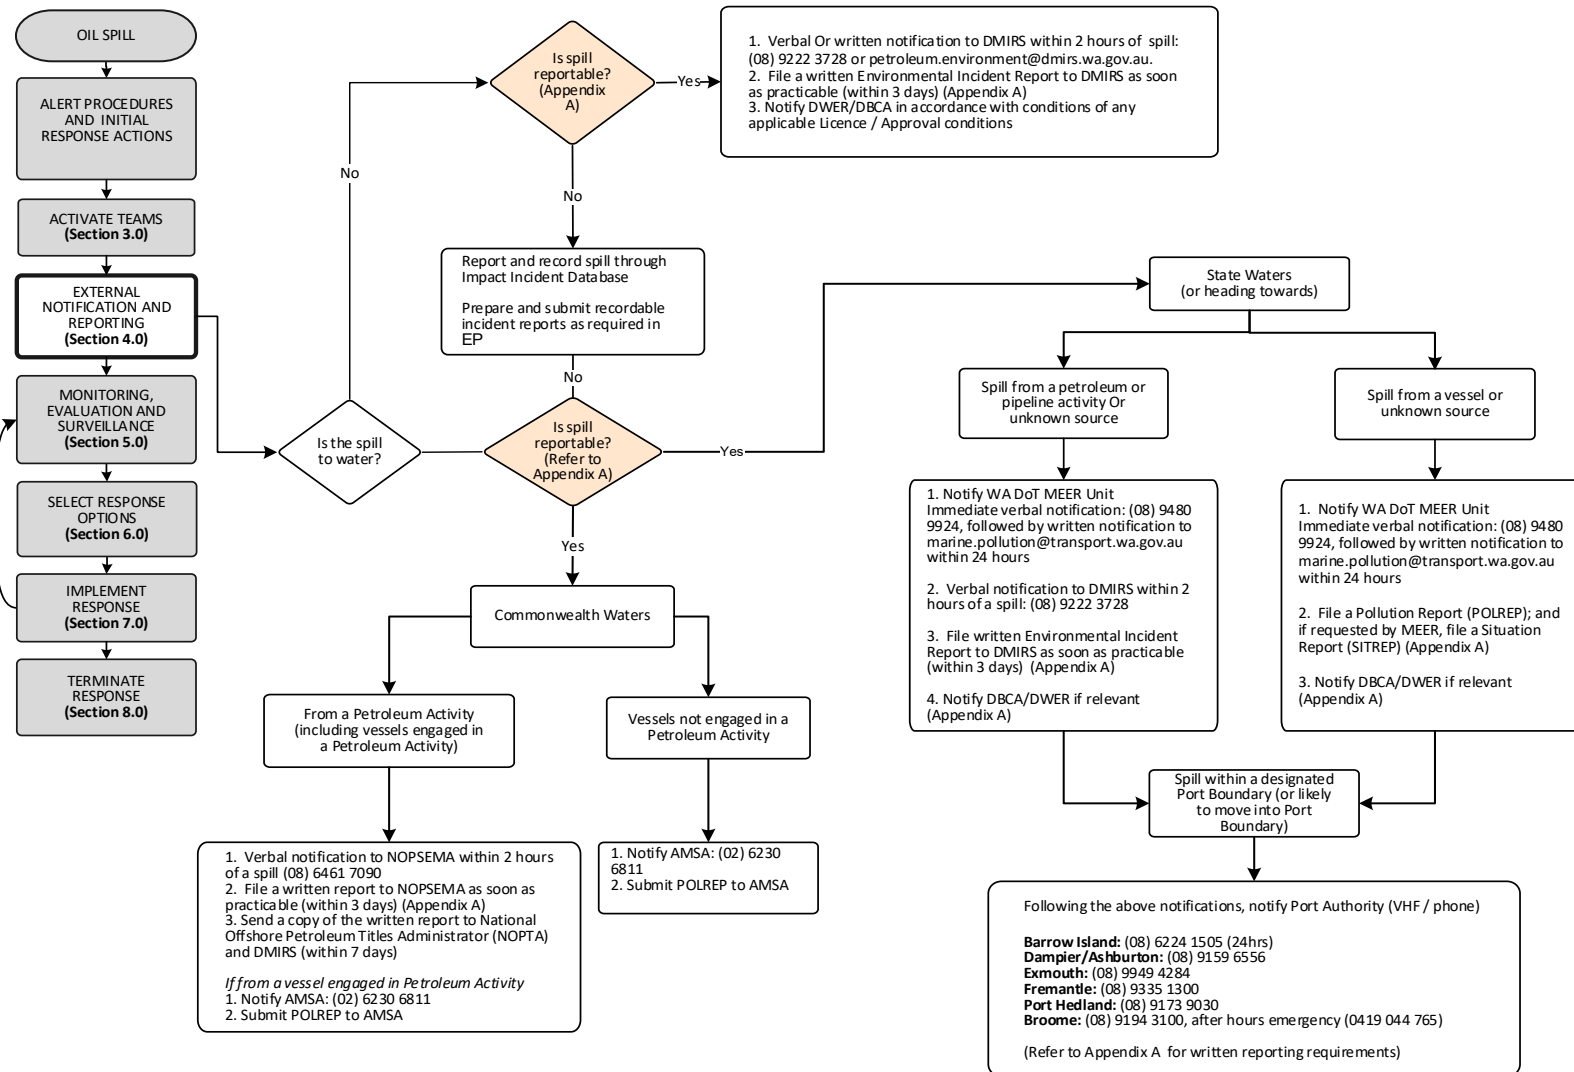 OIL SPILL
ALERT PROCEDURES
AND INITIAL
RESPONSE ACTIONS
ACTIVATE TEAMS
(Section 3.0)
EXTERNAL
NOTIFICATION AND
REPORTING
(Section 4.0)
MONITORING,
EVALUATION AND
SURVEILLANCE
(Section 5.0)
SELECT RESPONSE
OPTIONS
(Section 6.0)
IMPLEMENT
RESPONSE
(Section 7.0)
TERMINATE
RESPONSE
(Section 8.0)
Is the spill
to water?
No
Is spill
reportable?
(Appendix
A)
Yes
1. Verbal Or written notification to DMIRS within 2 hours of spill:
(08) 9222 3728 or petroleum.environment@dmirs.wa.gov.au.
2. File a written Environmental Incident Report to DMIRS as soon
as practicable (within 3 days) (Appendix A)
3. Notify DWER/DBCA in accordance with conditions of any
applicable Licence / Approval conditions
No
Report and record spill through
Impact Incident Database
Prepare and submit recordable
incident reports as required in
EP
No
Is spill
reportable?
(Refer to
Appendix A)
Yes
Yes
Commonwealth Waters
From a Petroleum Activity
(including vessels engaged in
a Petroleum Activity)
Vessels not engaged in a
Petroleum Activity
1. Verbal notification to NOPSEMA within 2 hours
of a spill (08) 6461 7090
2. File a written report to NOPSEMA as soon as
practicable (within 3 days) (Appendix A)
3. Send a copy of the written report to National
Offshore Petroleum Titles Administrator (NOPTA)
and DMIRS (within 7 days)
If from a vessel engaged in Petroleum Activity
1. Notify AMSA: (02) 6230 6811
2. Submit POLREP to AMSA
1. Notify AMSA: (02) 6230
6811
2. Submit POLREP to AMSA
State Waters
(or heading towards)
Spill from a petroleum or
pipeline activity Or
unknown source
Spill from a vessel or
unknown source
1. Notify WA DoT MEER Unit
Immediate verbal notification: (08) 9480
9924, followed by written notification to
marine.pollution@transport.wa.gov.au
within 24 hours
2. Verbal notification to DMIRS within 2
hours of a spill: (08) 9222 3728
3. File written Environmental Incident
Report to DMIRS as soon as practicable
(within 3 days) (Appendix A)
4. Notify DBCA/DWER if relevant
(Appendix A)
1. Notify WA DoT MEER Unit
Immediate verbal notification: (08) 9480
9924, followed by written notification to
marine.pollution@transport.wa.gov.au
within 24 hours
2. File a Pollution Report (POLREP); and
if requested by MEER, file a Situation
Report (SITREP) (Appendix A)
3. Notify DBCA/DWER if relevant
(Appendix A)
Spill within a designated
Port Boundary (or likely
to move into Port
Boundary)
Following the above notifications, notify Port Authority (VHF / phone)
Barrow Island: (08) 6224 1505 (24hrs)
Dampier/Ashburton: (08) 9159 6556
Exmouth: (08) 9949 4284
Fremantle: (08) 9335 1300
Port Hedland: (08) 9173 9030
Broome: (08) 9194 3100, after hours emergency (0419 044 765)
(Refer to Appendix A for written reporting requirements)